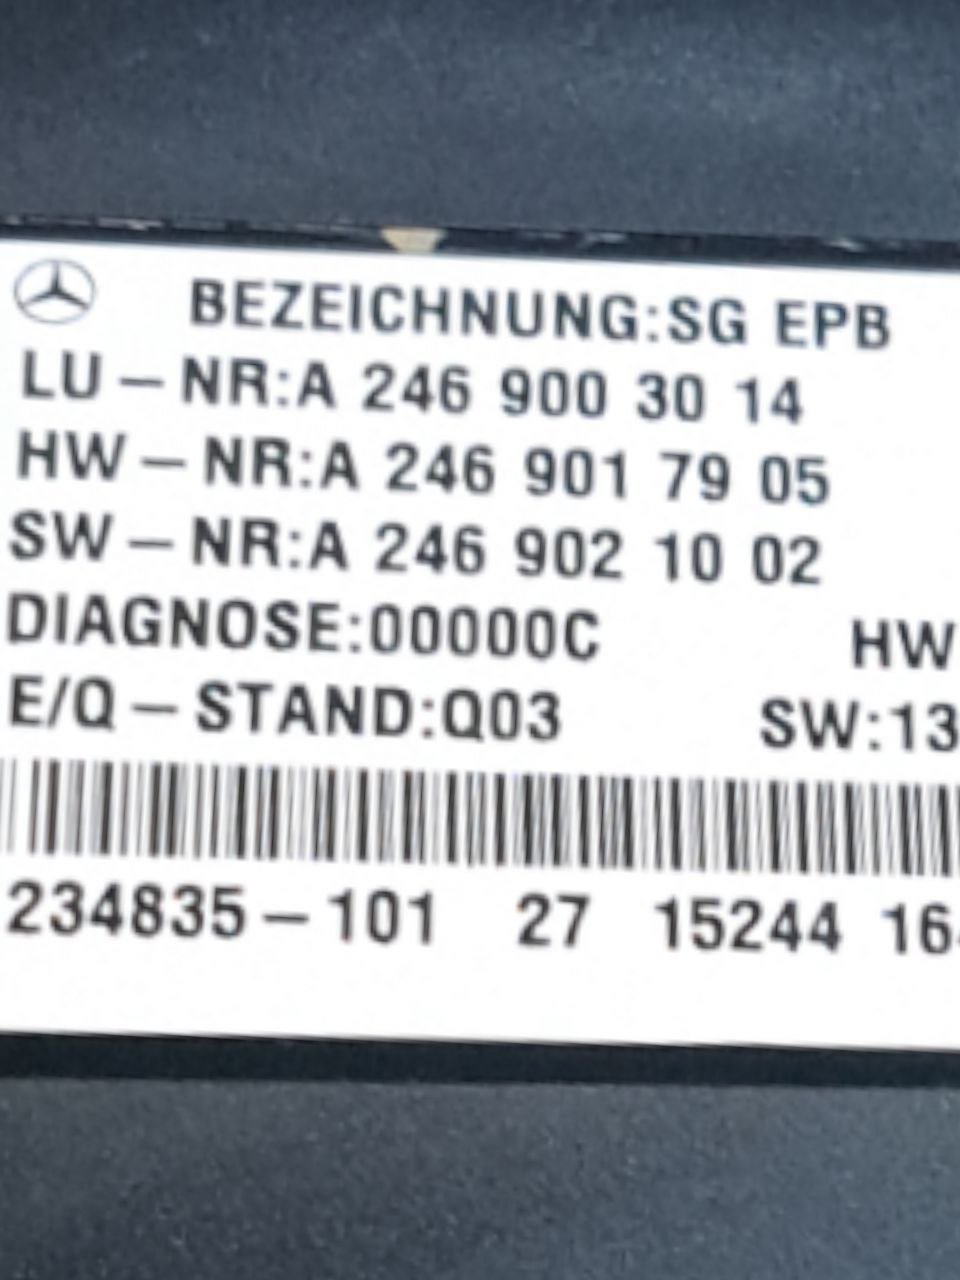 BEZEICHNUNG:SG EPB
LU-NR:A 246 900 30 14
HW-NR:A 246 901 79 05
SW-NR:A 246 902 10 02
DIAGNOSE:00000C HW
E/Q-STAND:Q03 SW:13
234835-101 27 15244 16